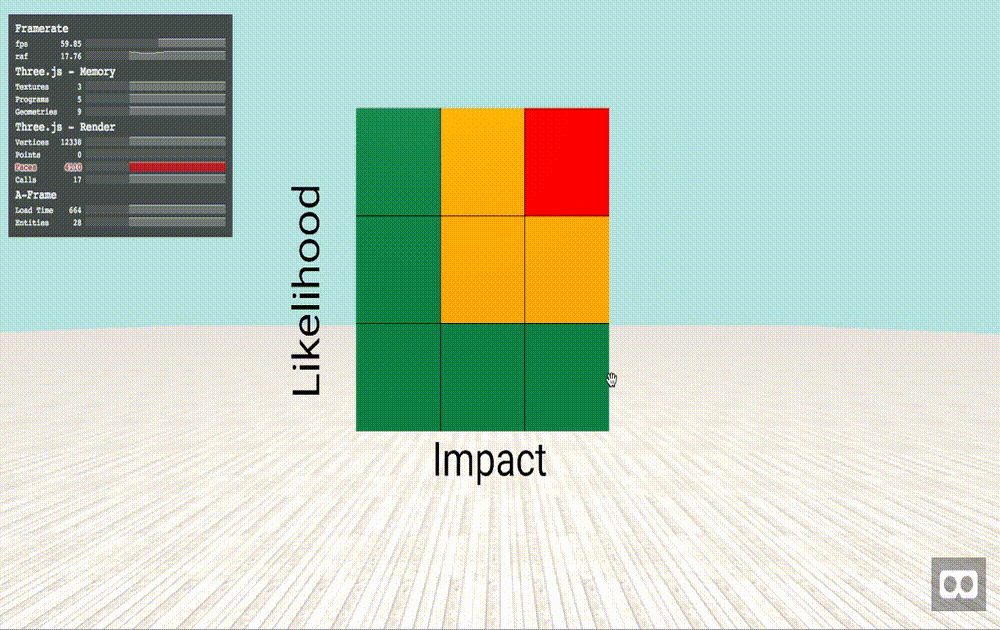 Framerate
fps 59.85
raf 17.76
Three.js - Memory
Textures 3
Programs 5
Geometries 9
Three.js - Render
Vertices 12338
Points 0
Faces 4110
Calls 17
A-Frame
Load Time 664
Entities 28
Likelihood
Impact